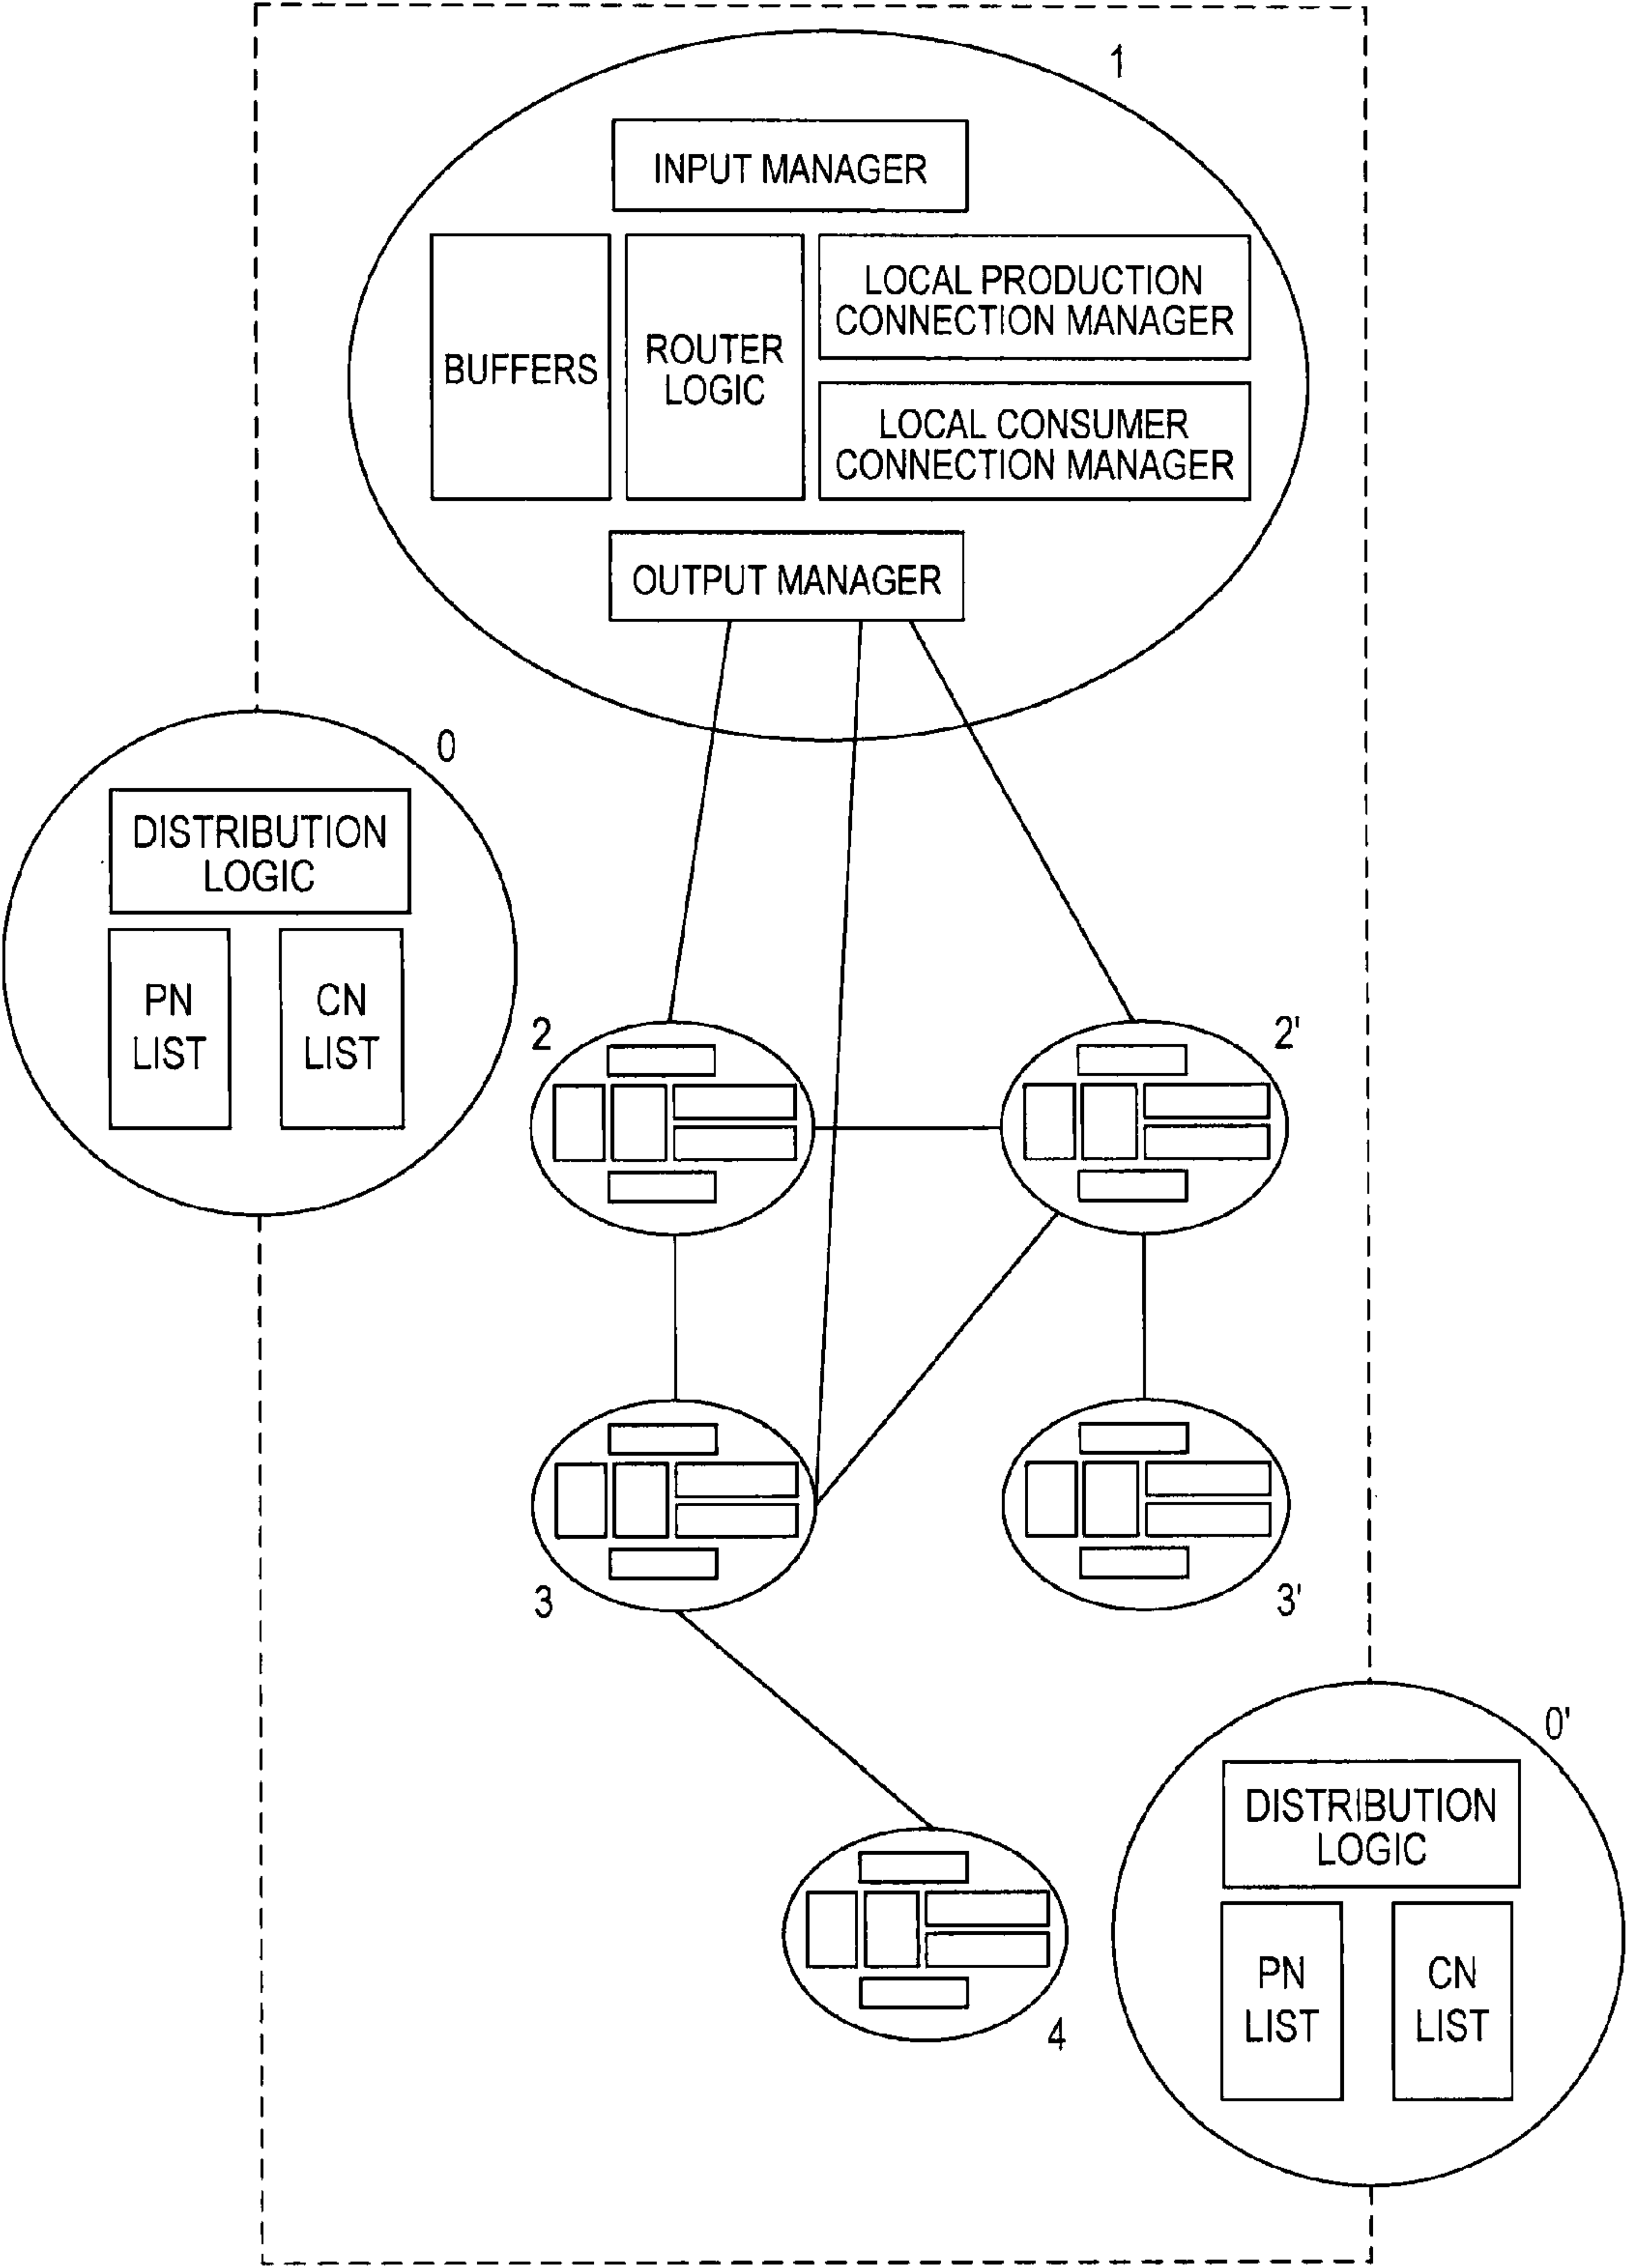 1
INPUT MANAGER
BUFFERS
ROUTER
LOGIC
LOCAL PRODUCTION
CONNECTION MANAGER
LOCAL CONSUMER
CONNECTION MANAGER
OUTPUT MANAGER
0
DISTRIBUTION
LOGIC
PN
LIST
CN
LIST
2
2'
3
3'
0'
DISTRIBUTION
LOGIC
PN
LIST
CN
LIST
4